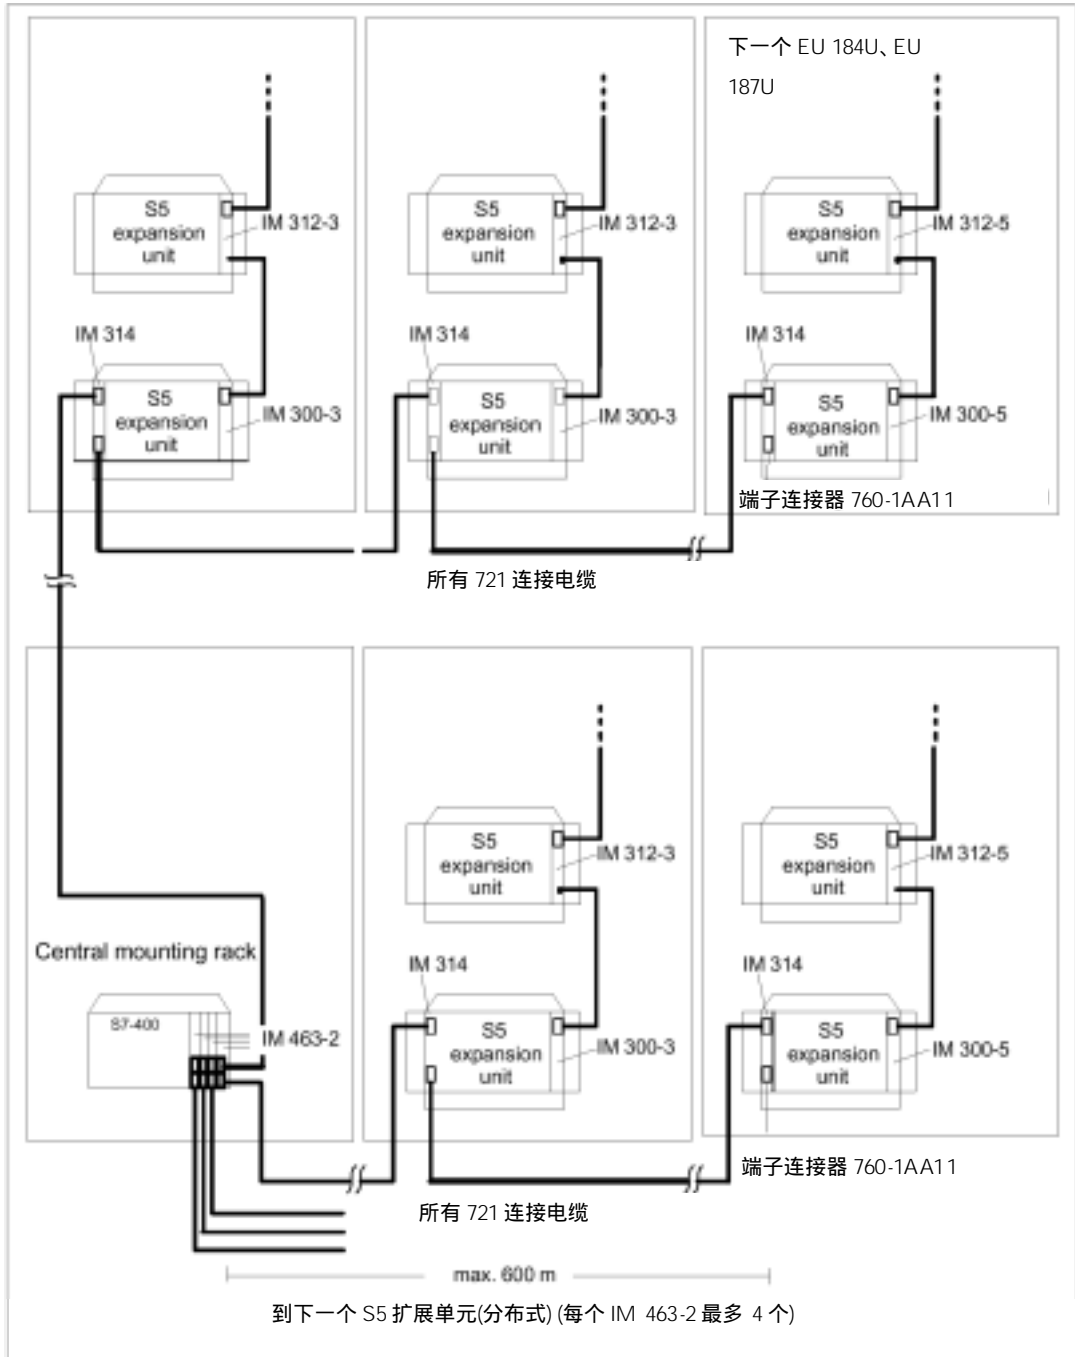 下一个 EU 184U、EU
187U
S5
expansion
unit
IM 312-3
S5
expansion
unit
IM 312-3
S5
expansion
unit
IM 312-5
IM 314
S5
expansion
unit
IM 300-3
IM 314
S5
expansion
unit
IM 300-3
IM 314
S5
expansion
unit
IM 300-5
端子连接器 760-1AA11
所有 721 连接电缆
S5
expansion
unit
IM 312-3
S5
expansion
unit
IM 312-5
Central mounting rack
S7-400
IM 463-2
IM 314
S5
expansion
unit
IM 300-3
IM 314
S5
expansion
unit
IM 300-5
端子连接器 760-1AA11
所有 721 连接电缆
max. 600 m
到下一个 S5 扩展单元(分布式) (每个 IM 463-2 最多 4 个)